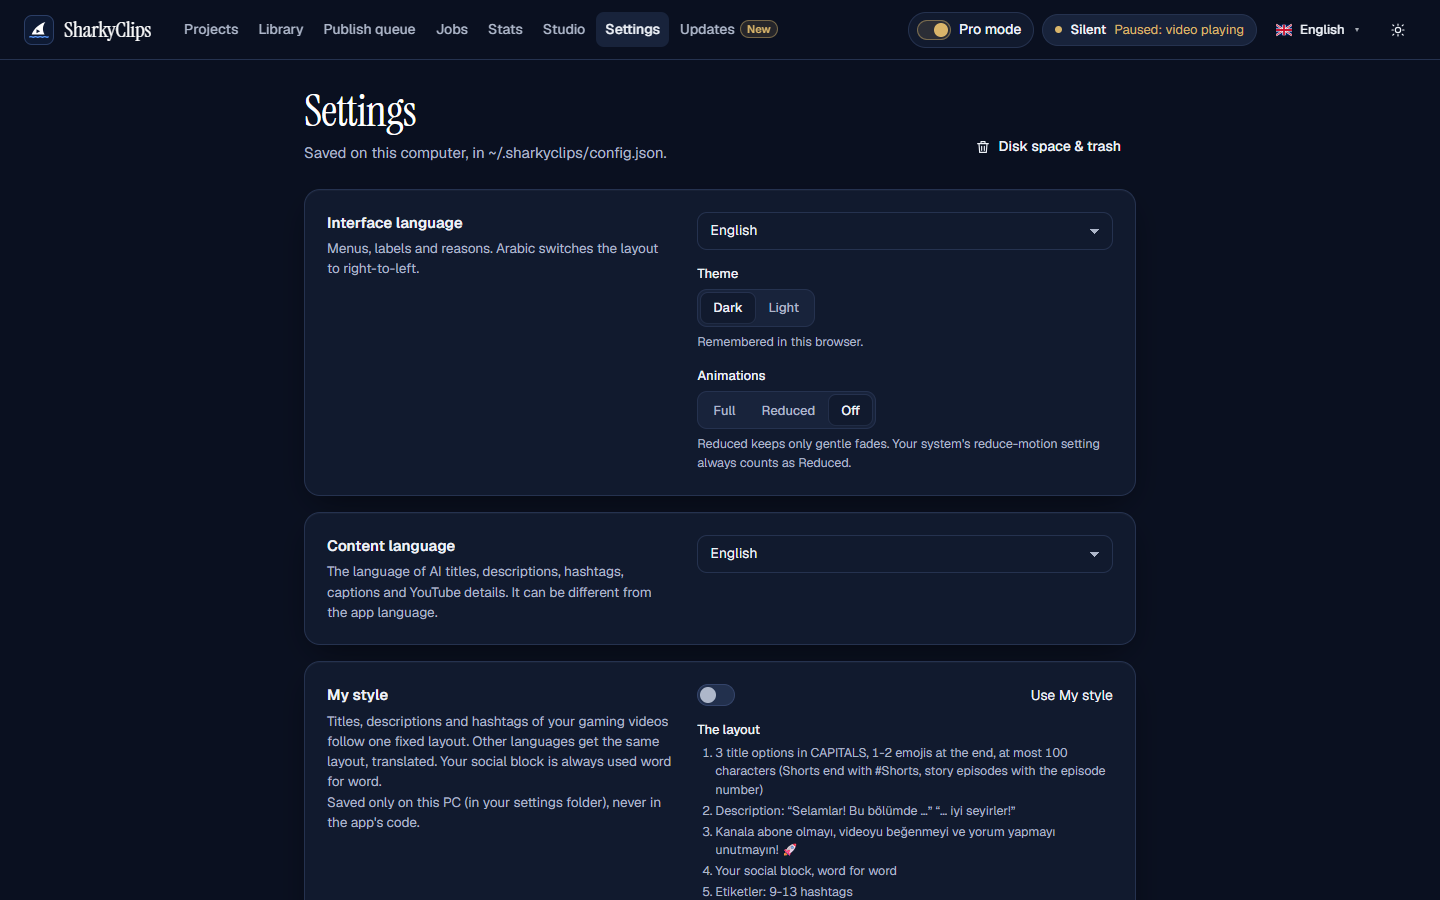 SharkyClips
Projects
Library
Publish queue
Jobs
Stats
Studio
Settings
Updates
New
Pro mode
Silent Paused: video playing
English
Settings
Saved on this computer, in ~/.sharkyclips/config.json.
Disk space & trash
Interface language
Menus, labels and reasons. Arabic switches the layout
to right-to-left.
English
Theme
Dark
Light
Remembered in this browser.
Animations
Full
Reduced
Off
Reduced keeps only gentle fades. Your system's reduce-motion setting
always counts as Reduced.
Content language
The language of AI titles, descriptions, hashtags,
captions and YouTube details. It can be different from
the app language.
English
My style
Titles, descriptions and hashtags of your gaming videos
follow one fixed layout. Other languages get the same
layout, translated. Your social block is always used word
for word.
Saved only on this PC (in your settings folder), never in
the app's code.
Use My style
The layout
1. 3 title options in CAPITALS, 1-2 emojis at the end, at most 100
characters (Shorts end with #Shorts, story episodes with the episode
number)
2. Description: “Selamlar! Bu bölümde …” “… iyi seyirler!”
3. Kanala abone olmayı, videoyu beğenmeyi ve yorum yapmayı
unutmayın! 🚀
4. Your social block, word for word
5. Etiketler: 9-13 hashtags